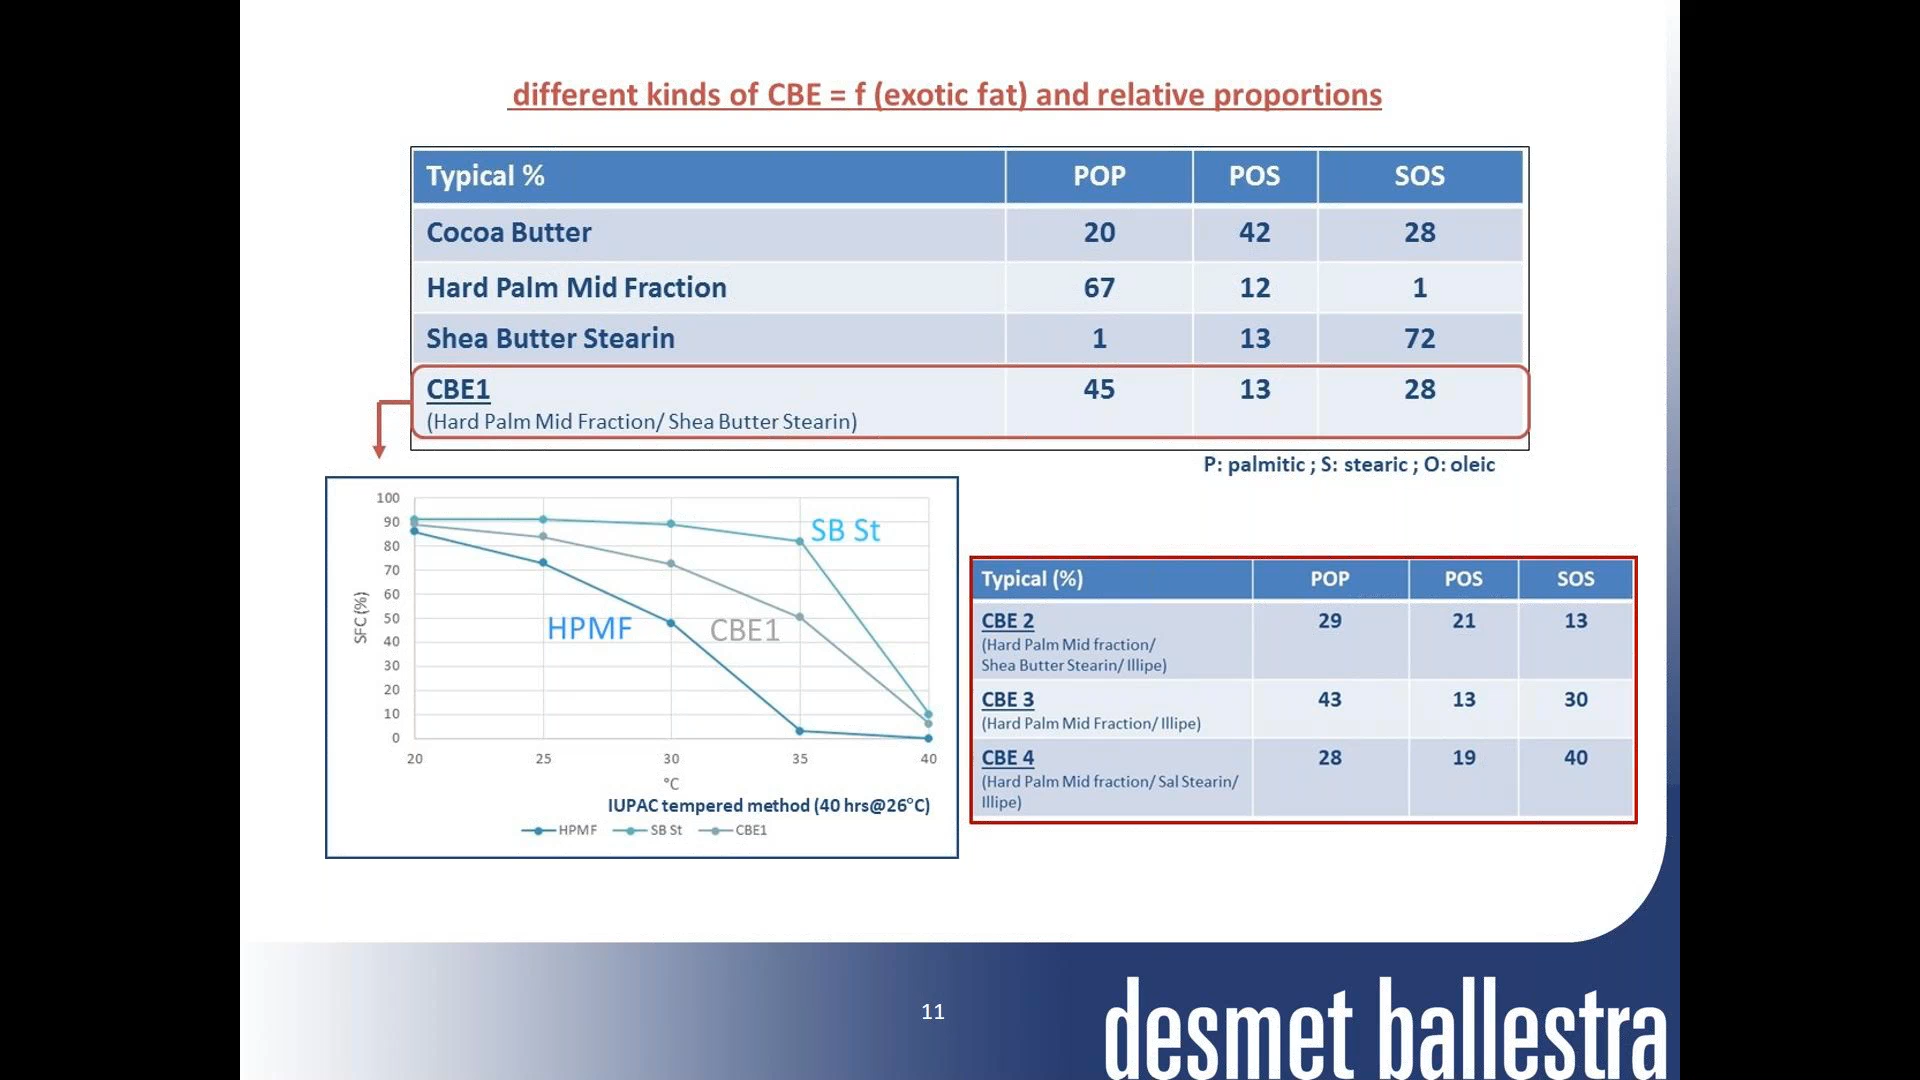 different kinds of CBE = f (exotic fat) and relative proportions
Typical % POP POS SOS
Cocoa Butter 20 42 28
Hard Palm Mid Fraction 67 12 1
Shea Butter Stearin 1 13 72
CBE1 45 13 28
(Hard Palm Mid Fraction/ Shea Butter Stearin)
P: palmitic ; S: stearic ; O: oleic
100
90
80
70
60
50
40
30
20
10
0
SFC (%)
SB St
HPMF
CBE1
20 25 30 35 40
°C
IUPAC tempered method (40 hrs@26°C)
HPMF SB St CBE1
Typical (%) POP POS SOS
CBE 2 29 21 13
(Hard Palm Mid fraction/
Shea Butter Stearin/ Illipe)
CBE 3 43 13 30
(Hard Palm Mid Fraction/ Illipe)
CBE 4 28 19 40
(Hard Palm Mid fraction/ Sal Stearin/
Illipe)
11
desmet ballestra